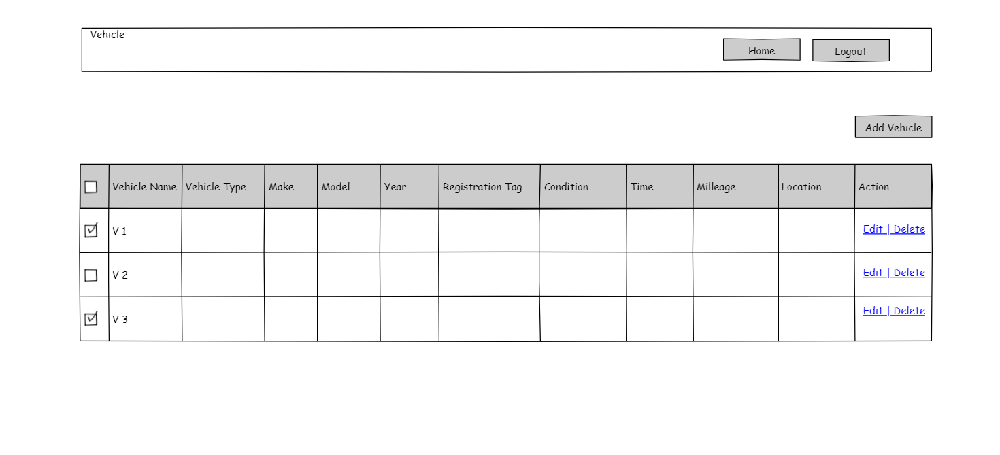 Vehicle
Home Logout
Add Vehicle
Vehicle Name Vehicle Type Make Model Year Registration Tag Condition Time Milleage Location Action
V 1 Edit | Delete
V 2 Edit | Delete
V 3 Edit | Delete